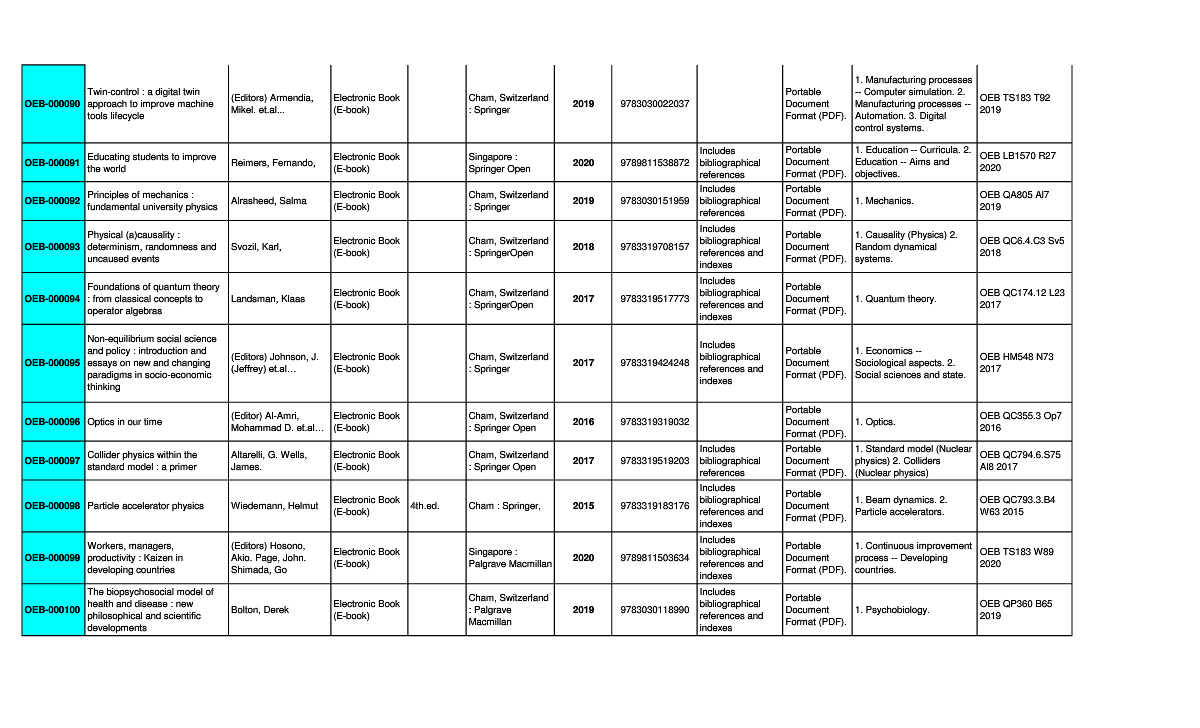 OEB-000090
Twin-control : a digital twin
approach to improve machine
tools lifecycle
(Editors) Armendia,
Mikel. et.al...
Electronic Book
(E-book)
Cham, Switzerland
: Springer
2019
9783030022037
Portable
Document
Format (PDF).
1. Manufacturing processes
-- Computer simulation. 2.
Manufacturing processes --
Automation. 3. Digital
control systems.
OEB TS183 T92
2019
OEB-000091
Educating students to improve
the world
Reimers, Fernando,
Electronic Book
(E-book)
Singapore :
Springer Open
2020
9789811538872
Includes
bibliographical
references
Portable
Document
Format (PDF).
1. Education -- Curricula. 2.
Education -- Aims and
objectives.
OEB LB1570 R27
2020
OEB-000092
Principles of mechanics :
fundamental university physics
Alrasheed, Salma
Electronic Book
(E-book)
Cham, Switzerland
: Springer
2019
9783030151959
Includes
bibliographical
references
Portable
Document
Format (PDF).
1. Mechanics.
OEB QA805 Al7
2019
OEB-000093
Physical (a)causality :
determinism, randomness and
uncaused events
Svozil, Karl,
Electronic Book
(E-book)
Cham, Switzerland
: SpringerOpen
2018
9783319708157
Includes
bibliographical
references and
indexes
Portable
Document
Format (PDF).
1. Causality (Physics) 2.
Random dynamical
systems.
OEB QC6.4.C3 Sv5
2018
OEB-000094
Foundations of quantum theory
: from classical concepts to
operator algebras
Landsman, Klaas
Electronic Book
(E-book)
Cham, Switzerland
: SpringerOpen
2017
9783319517773
Includes
bibliographical
references and
indexes
Portable
Document
Format (PDF).
1. Quantum theory.
OEB QC174.12 L23
2017
OEB-000095
Non-equilibrium social science
and policy : introduction and
essays on new and changing
paradigms in socio-economic
thinking
(Editors) Johnson, J.
(Jeffrey) et.al...
Electronic Book
(E-book)
Cham, Switzerland
: Springer
2017
9783319424248
Includes
bibliographical
references and
indexes
Portable
Document
Format (PDF).
1. Economics --
Sociological aspects. 2.
Social sciences and state.
OEB HM548 N73
2017
OEB-000096
Optics in our time
(Editor) Al-Amri,
Mohammad D. et.al...
Electronic Book
(E-book)
Cham, Switzerland
: Springer Open
2016
9783319319032
Portable
Document
Format (PDF).
1. Optics.
OEB QC355.3 Op7
2016
OEB-000097
Collider physics within the
standard model : a primer
Altarelli, G. Wells,
James.
Electronic Book
(E-book)
Cham, Switzerland
: Springer Open
2017
9783319519203
Includes
bibliographical
references
Portable
Document
Format (PDF).
1. Standard model (Nuclear
physics) 2. Colliders
(Nuclear physics)
OEB QC794.6.S75
Al8 2017
OEB-000098
Particle accelerator physics
Wiedemann, Helmut
Electronic Book
(E-book)
4th.ed.
Cham : Springer,
2015
9783319183176
Includes
bibliographical
references and
indexes
Portable
Document
Format (PDF).
1. Beam dynamics. 2.
Particle accelerators.
OEB QC793.3.B4
W63 2015
OEB-000099
Workers, managers,
productivity : Kaizen in
developing countries
(Editors) Hosono,
Akio. Page, John.
Shimada, Go
Electronic Book
(E-book)
Singapore :
Palgrave Macmillan
2020
9789811503634
Includes
bibliographical
references and
indexes
Portable
Document
Format (PDF).
1. Continuous improvement
process -- Developing
countries.
OEB TS183 W89
2020
OEB-000100
The biopsychosocial model of
health and disease : new
philosophical and scientific
developments
Bolton, Derek
Electronic Book
(E-book)
Cham, Switzerland
: Palgrave
Macmillan
2019
9783030118990
Includes
bibliographical
references and
indexes
Portable
Document
Format (PDF).
1. Psychobiology.
OEB QP360 B65
2019